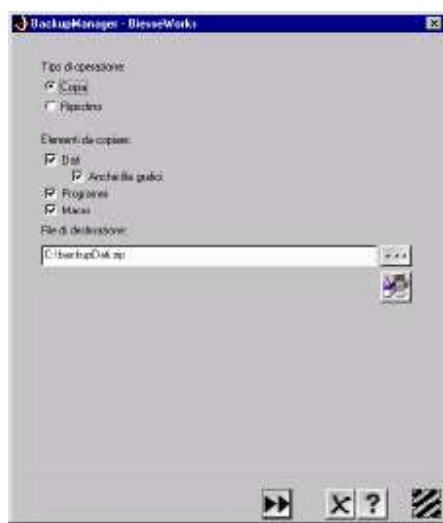 BackupManager - BiesseWorks
Tipo di operazione:
Copia
Ripristino
Elementi da copiare:
Dati
Anche file grafici
Programmi
Macro
File di destinazione:
C:\backupDati.zip
...
?